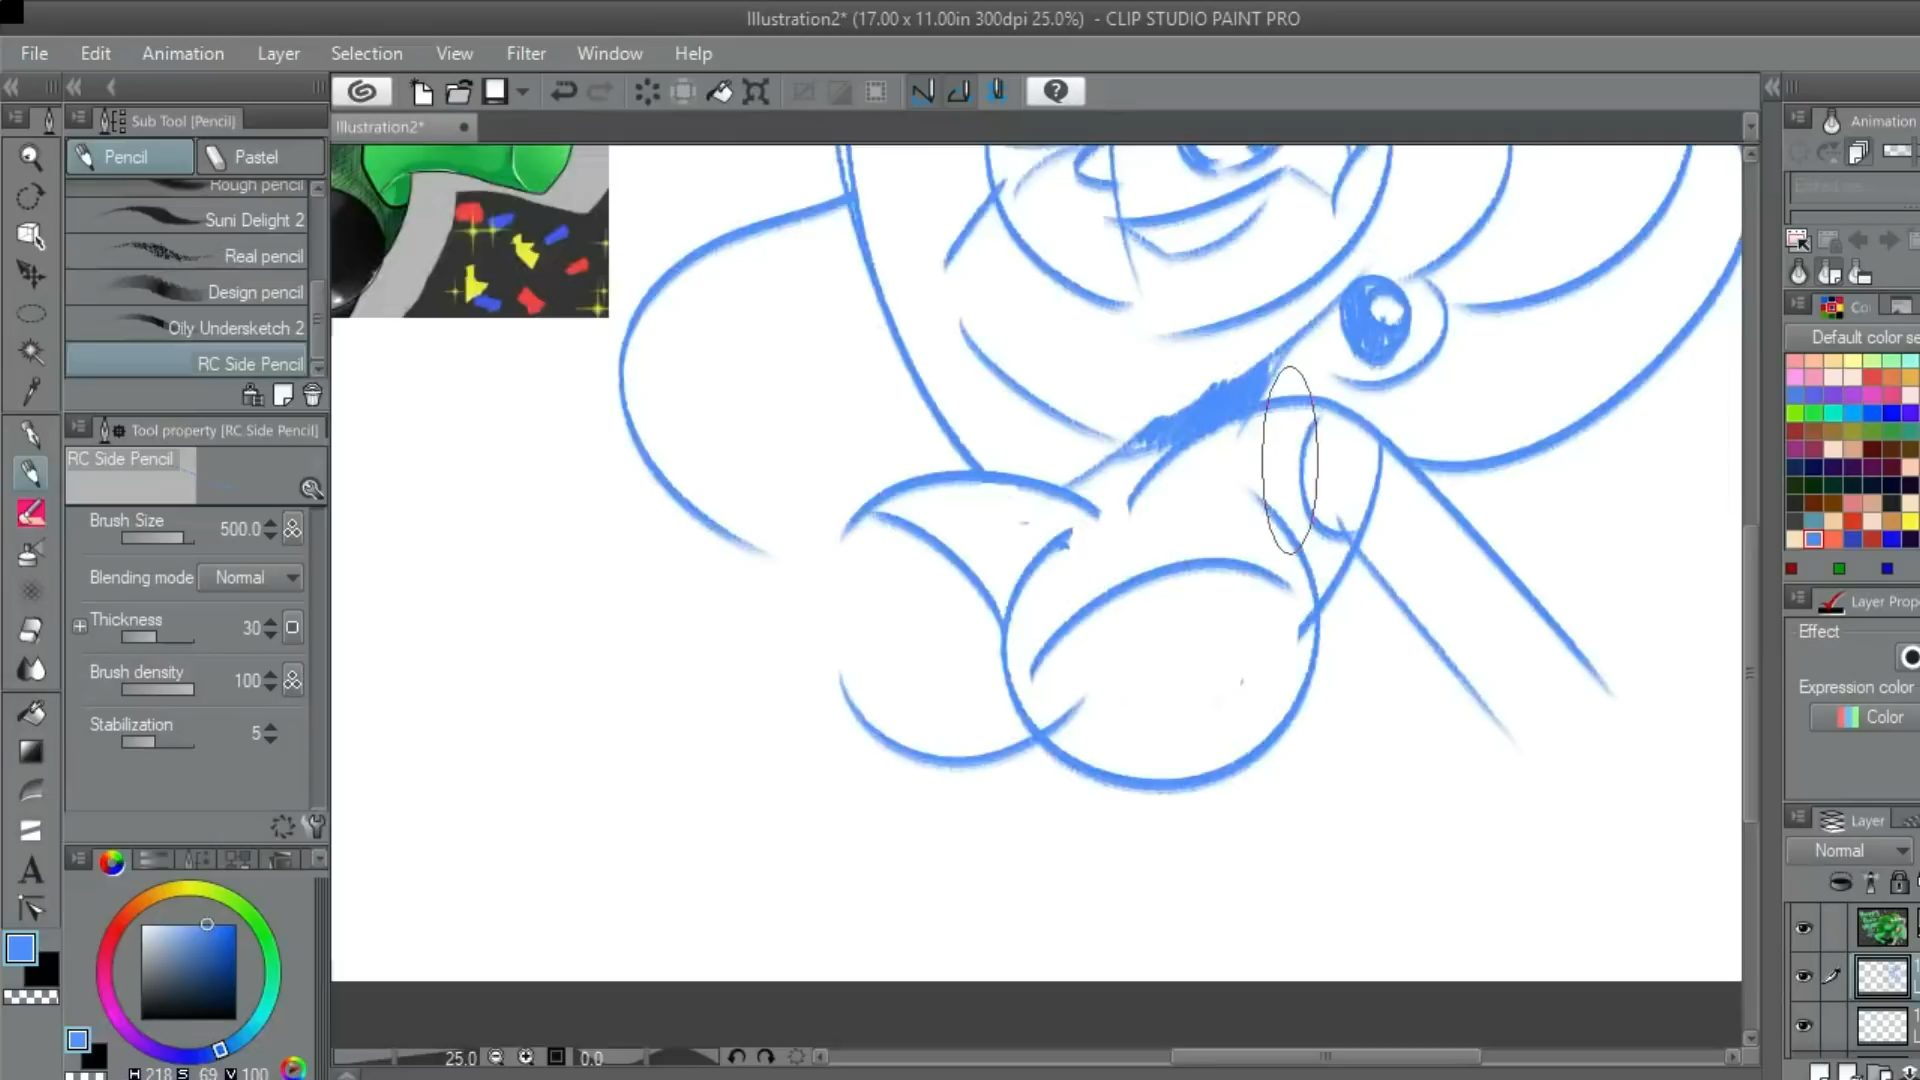 Illustration2* (17.00 x 11.00in 300dpi 25.0%)  - CLIP STUDIO PAINT PRO
File Edit Animation Layer Selection View Filter Window Help
Sub Tool [Pencil]
Illustration2*
Animation
Pencil Pastel
Rough pencil
Suni Delight 2
Real pencil
Design pencil
Oily Undersketch 2
RC Side Pencil
Co
Default color se
Tool property [RC Side Pencil]
RC Side Pencil
Brush Size 500.0
Blending mode Normal
Thickness 30
Brush density 100
Stabilization 5
Layer Prop
Effect
Expression color
Color
Layer
Normal
25.0 0.0
H 218 S 69 V 100